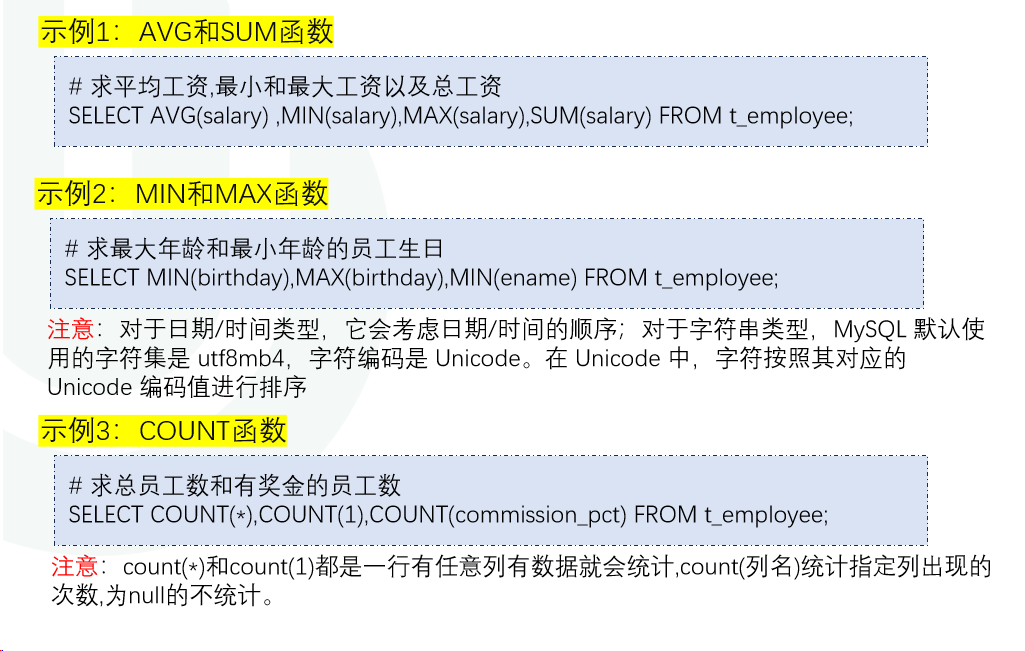 示例1：AVG和SUM函数
# 求平均工资,最小和最大工资以及总工资
SELECT AVG(salary) ,MIN(salary),MAX(salary),SUM(salary) FROM t_employee;
示例2：MIN和MAX函数
# 求最大年龄和最小年龄的员工生日
SELECT MIN(birthday),MAX(birthday),MIN(ename) FROM t_employee;
注意：对于日期/时间类型，它会考虑日期/时间的顺序；对于字符串类型，MySQL 默认使
用的字符集是 utf8mb4，字符编码是 Unicode。在 Unicode 中，字符按照其对应的
Unicode 编码值进行排序
示例3：COUNT函数
# 求总员工数和有奖金的员工数
SELECT COUNT(*),COUNT(1),COUNT(commission_pct) FROM t_employee;
注意：count(*)和count(1)都是一行有任意列有数据就会统计,count(列名)统计指定列出现的
次数,为null的不统计。